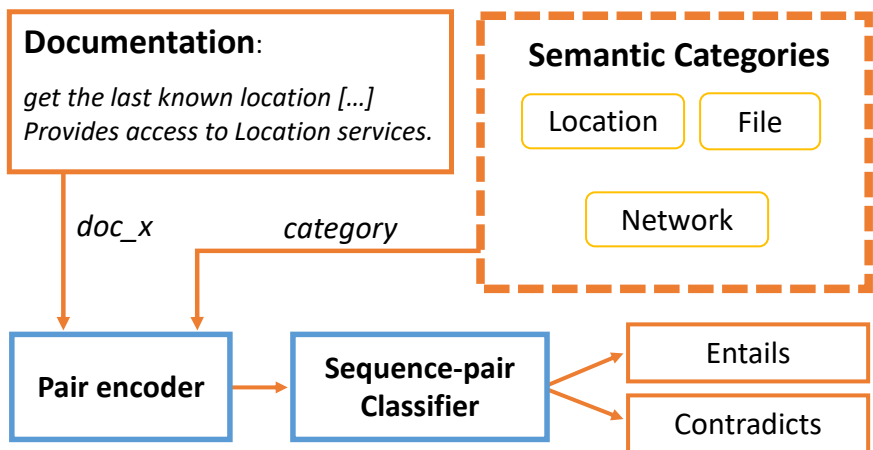 Documentation:
get the last known location [...]
Provides access to Location services.
Semantic Categories
Location
File
Network
doc_x
category
Pair encoder
Sequence-pair
Classifier
Entails
Contradicts